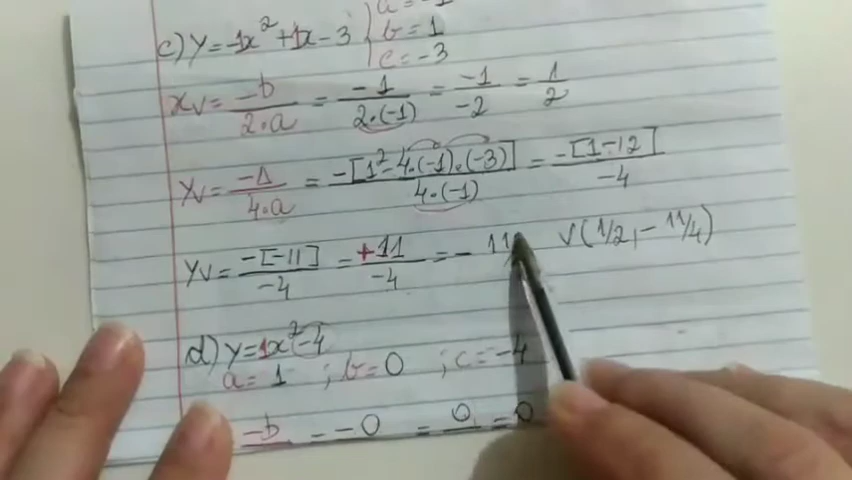 a = -1
c) y = -1x² + 1x - 3 b = 1
c = -3
xv = -b/2·a = -1/2·(-1) = -1/-2 = 1/2
yv = -Δ/4·a = -[1² - 4·(-1)·(-3)]/4·(-1) = -[1-12]/-4
yv = -[-11]/-4 = +11/-4 = - 11/ V(1/2, -11/4)
d) y = 1x² - 4
a = 1 ; b = 0 ; c = -4
-b = -0 = 0 = 0